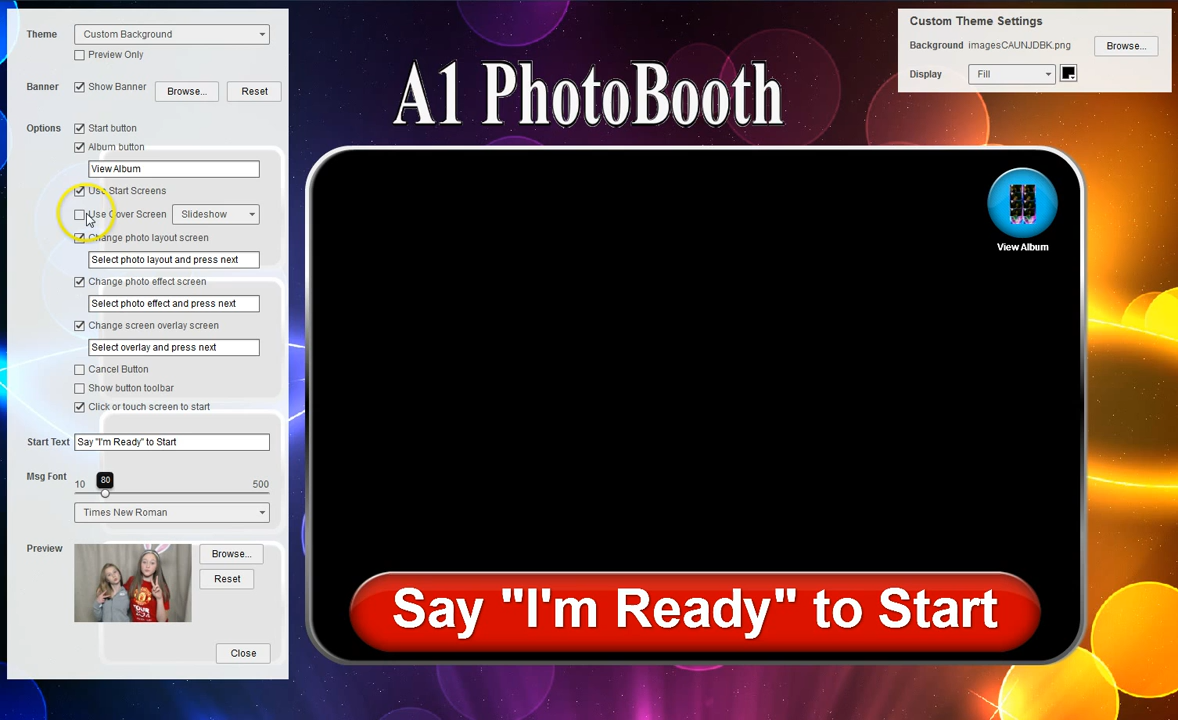 Theme
Custom Background
Preview Only
Banner
Show Banner
Browse...
Reset
Options
Start button
Album button
View Album
Use Start Screens
Use Cover Screen
Slideshow
Change photo layout screen
Select photo layout and press next
Change photo effect screen
Select photo effect and press next
Change screen overlay screen
Select overlay and press next
Cancel Button
Show button toolbar
Click or touch screen to start
Start Text
Say "I'm Ready" to Start
Msg Font
80
10
500
Times New Roman
Preview
Browse...
Reset
Close
A1 PhotoBooth
View Album
Say "I'm Ready" to Start
Custom Theme Settings
Background
imagesCAUNJDBK.png
Browse...
Display
Fill